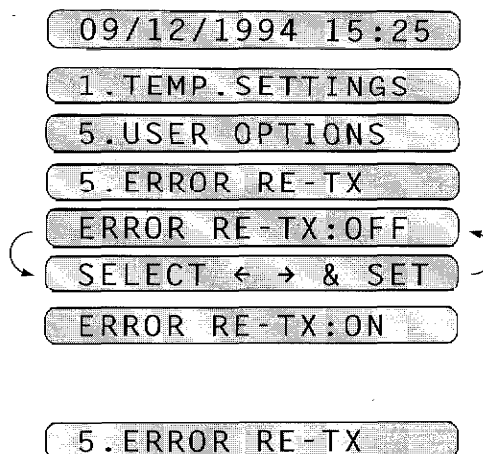 09/12/1994 15:25
1.TEMP.SETTINGS
5.USER OPTIONS
5.ERROR RE-TX
ERROR RE-TX:OFF
SELECT ← → & SET
ERROR RE-TX:ON
5.ERROR RE-TX